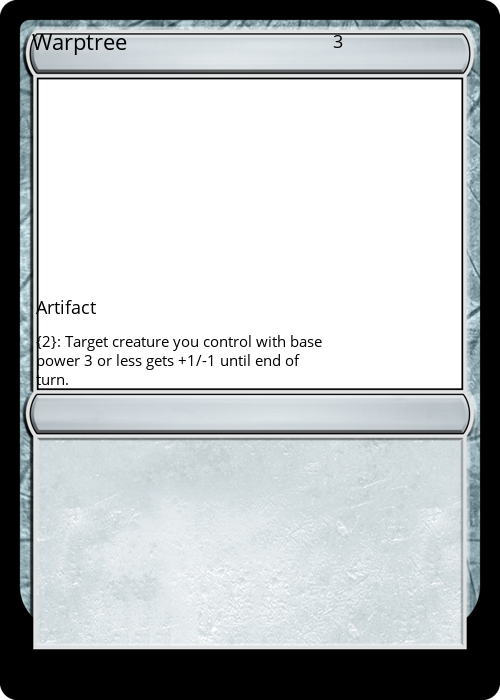 Warptree 3
Artifact
{2}: Target creature you control with base
power 3 or less gets +1/-1 until end of
turn.